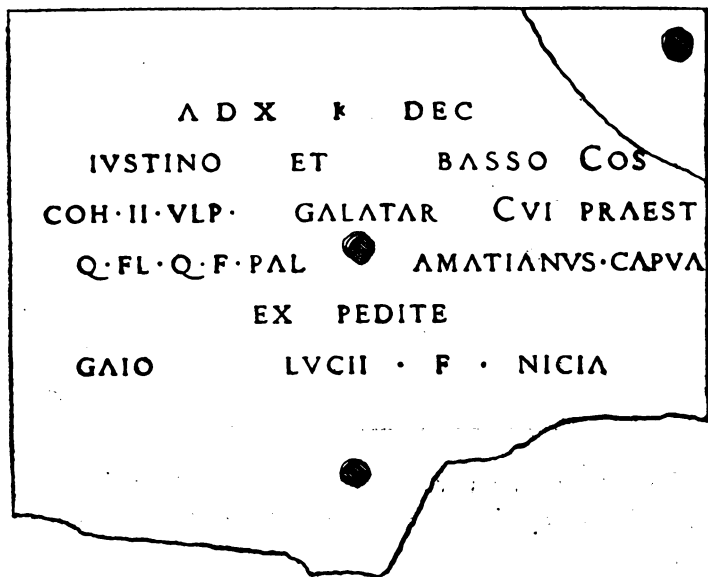 A D X K DEC
IVSTINO ET BASSO COS
COH·II·VLP· GALATAR CVI PRAEST
Q·FL·Q·F·PAL AMATIANVS·CAPVA
EX PEDITE
GAIO LVCII · F · NICIA